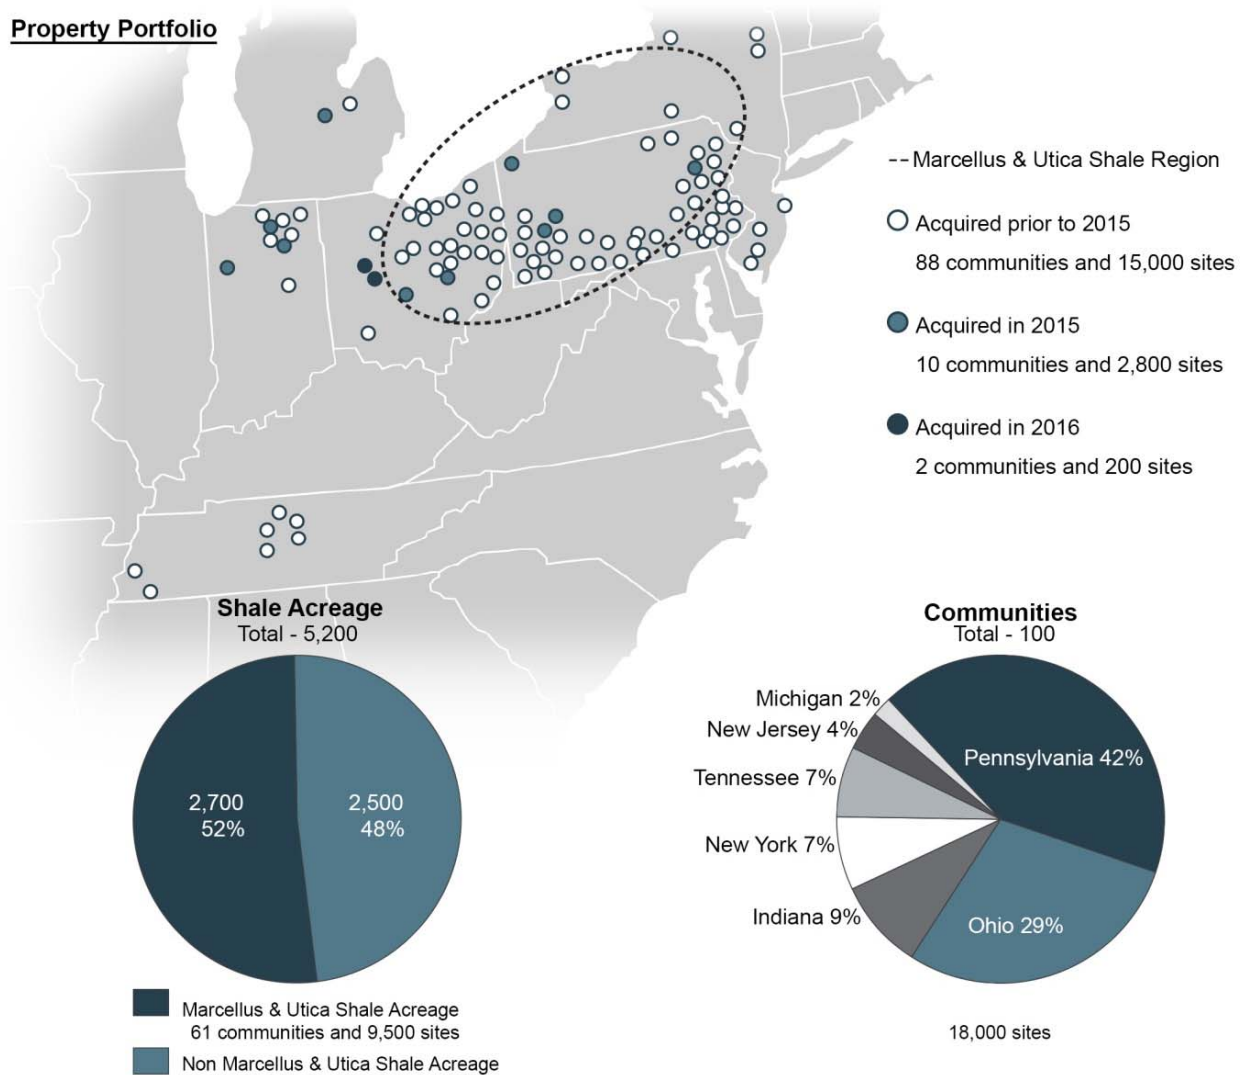 Property Portfolio
--Marcellus & Utica Shale Region
Acquired prior to 2015
88 communities and 15,000 sites
Acquired in 2015
10 communities and 2,800 sites
Acquired in 2016
2 communities and 200 sites
Shale Acreage
Total - 5,200
2,700
52%
2,500
48%
Marcellus & Utica Shale Acreage
61 communities and 9,500 sites
Non Marcellus & Utica Shale Acreage
Communities
Total - 100
Michigan 2%
New Jersey 4%
Pennsylvania 42%
Tennessee 7%
New York 7%
Indiana 9%
Ohio 29%
18,000 sites